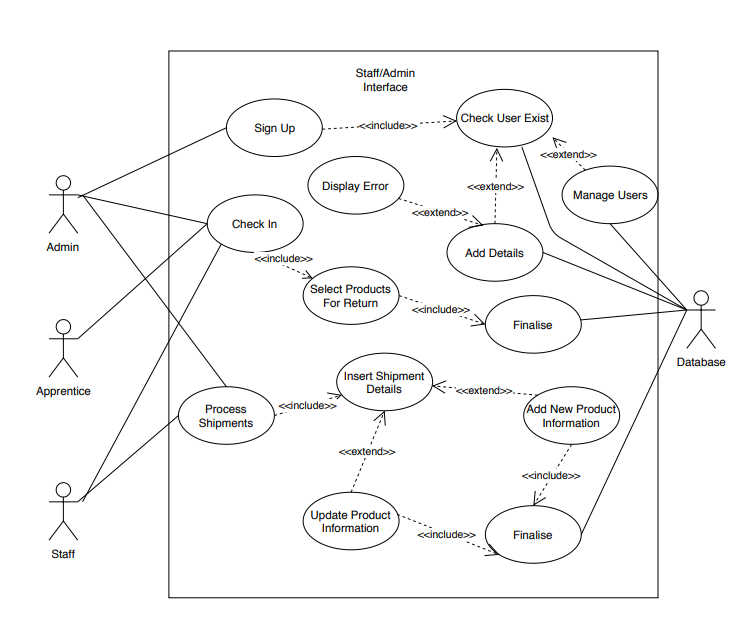 Staff/Admin
Interface
Sign Up
<<include>>
Check User Exist
<<extend>>
Display Error
<<extend>>
Manage Users
<<extend>>
Admin
Check In
Add Details
<<include>>
Select Products
For Return
<<include>>
Finalise
Database
Apprentice
Insert Shipment
Details
<<extend>>
Process
Shipments
<<include>>
Add New Product
Information
<<extend>>
<<include>>
Update Product
Information
<<include>>
Finalise
Staff